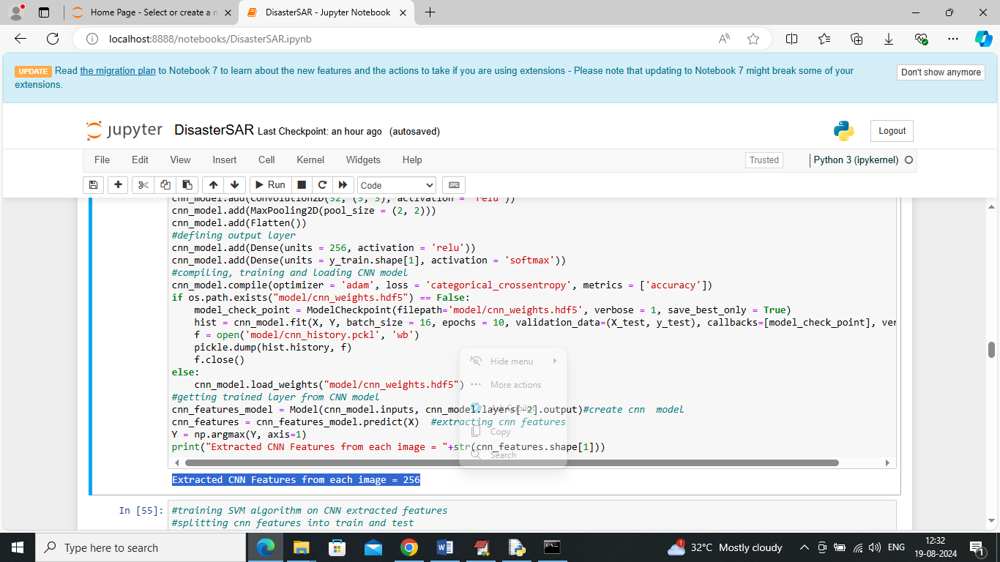 Home Page - Select or create a n
DisasterSAR - Jupyter Notebook
localhost:8888/notebooks/DisasterSAR.ipynb
UPDATE Read the migration plan to Notebook 7 to learn about the new features and the actions to take if you are using extensions - Please note that updating to Notebook 7 might break some of your
extensions.
Don't show anymore
jupyter DisasterSAR Last Checkpoint: an hour ago (autosaved)
Logout
File Edit View Insert Cell Kernel Widgets Help
Trusted
Python 3 (ipykernel)
Run
Code
cnn_model.add(Convolution2D(32, (3, 3), activation = 'relu'))
cnn_model.add(MaxPooling2D(pool_size = (2, 2)))
cnn_model.add(Flatten())
#defining output layer
cnn_model.add(Dense(units = 256, activation = 'relu'))
cnn_model.add(Dense(units = y_train.shape[1], activation = 'softmax'))
#compiling, training and loading CNN model
cnn_model.compile(optimizer = 'adam', loss = 'categorical_crossentropy', metrics = ['accuracy'])
if os.path.exists("model/cnn_weights.hdf5") == False:
    model_check_point = ModelCheckpoint(filepath='model/cnn_weights.hdf5', verbose = 1, save_best_only = True)
    hist = cnn_model.fit(X, Y, batch_size = 16, epochs = 10, validation_data=(X_test, y_test), callbacks=[model_check_point], ver
    f = open('model/cnn_history.pckl', 'wb')
    pickle.dump(hist.history, f)
    f.close()
else:
    cnn_model.load_weights("model/cnn_weights.hdf5")
#getting trained layer from CNN model
cnn_features_model = Model(cnn_model.inputs, cnn_model.layers[-2].output)#create cnn  model
cnn_features = cnn_features_model.predict(X)  #extracting cnn features
Y = np.argmax(Y, axis=1)
print("Extracted CNN Features from each image = "+str(cnn_features.shape[1]))
Hide menu
More actions
Ask Copilot
Copy
Search
Extracted CNN Features from each image = 256
In [55]:
#training SVM algorithm on CNN extracted features
#splitting cnn features into train and test
Type here to search
1
32°C Mostly cloudy
ENG
12:32
19-08-2024
1